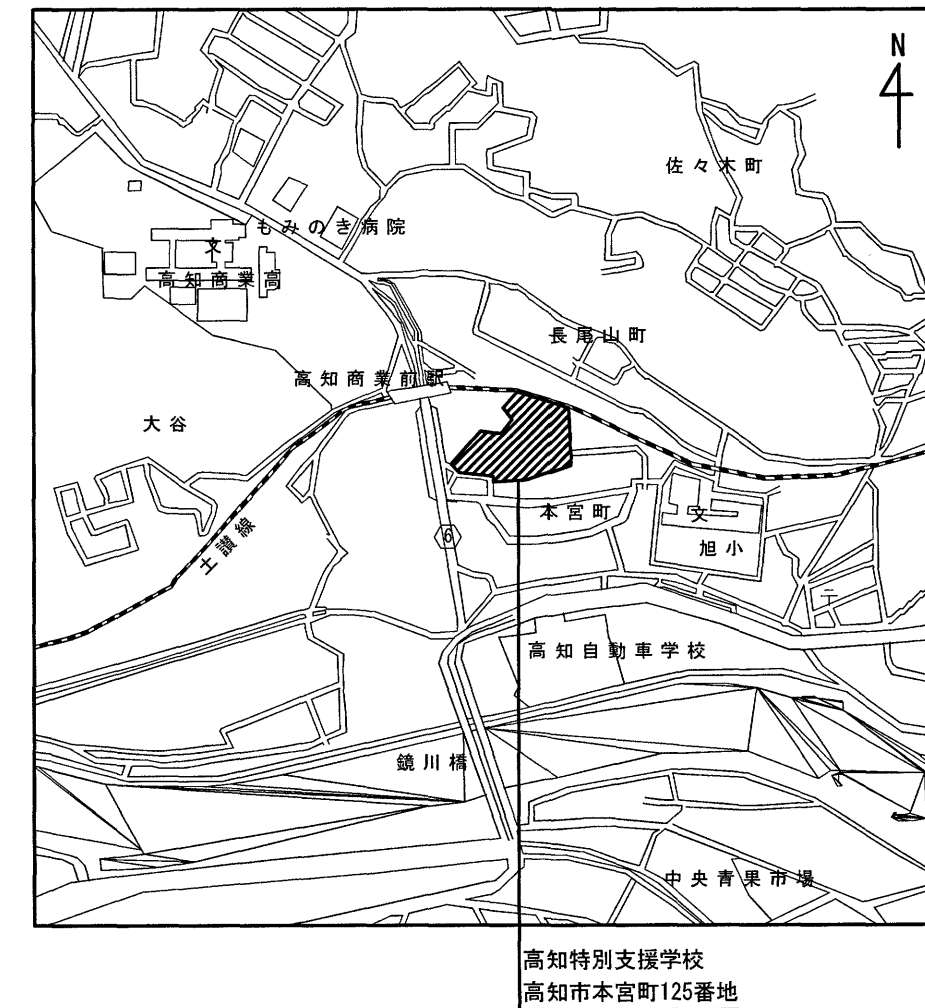 N
佐々木町
もみのき病院
文
高知商業高
長尾山町
高知商業前駅
大谷
本宮町
文
旭小
6
土讃線
〒
高知自動車学校
鏡川橋
中央青果市場
高知特別支援学校
高知市本宮町125番地